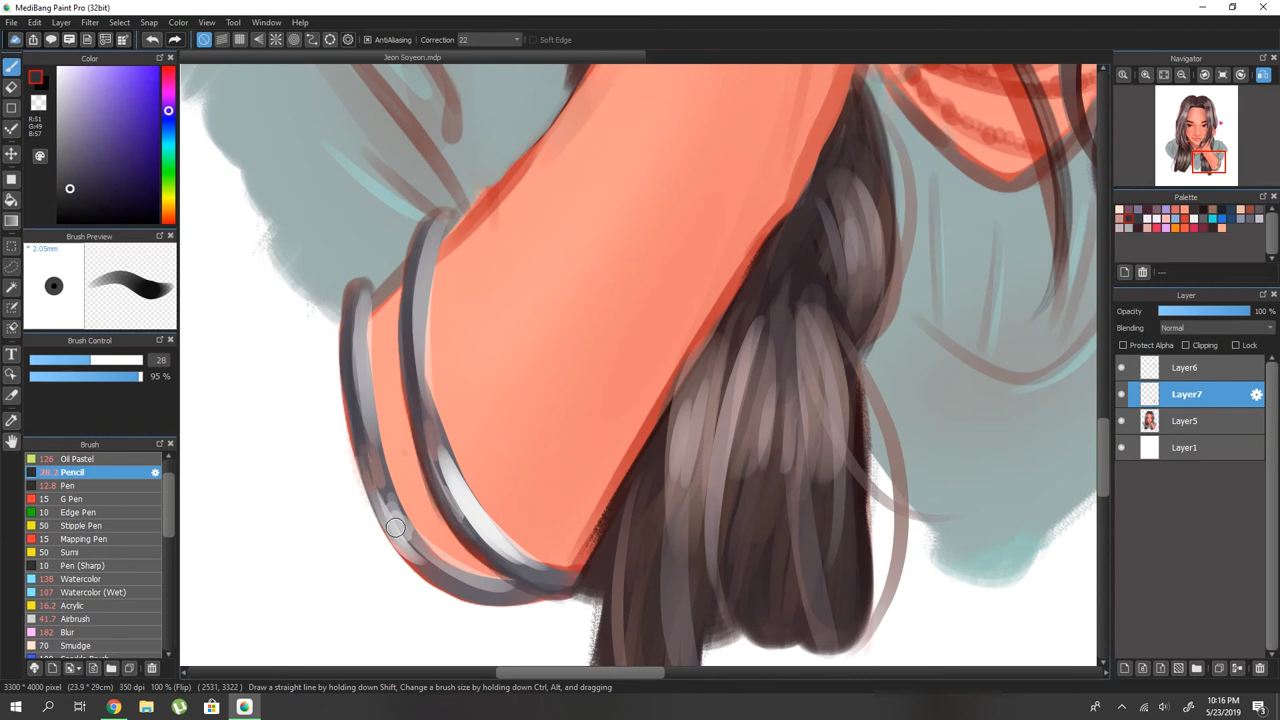 MediBang Paint Pro (32bit)
File Edit Layer Filter Select Snap Color View Tool Window Help
AntiAliasing Correction 22 Soft Edge
Color Jeon Soyeon.mdp Navigator
R:51
G:49
B:57
Palette
Brush Preview
* 2.05mm
---
Layer
Opacity 100 %
Blending Normal
Brush Control
Protect Alpha Clipping Lock
28
95 %
Layer6
Layer7
Layer5
Layer1
Brush
126 Oil Pastel
28.2 Pencil
12.8 Pen
15 G Pen
10 Edge Pen
50 Stipple Pen
15 Mapping Pen
50 Sumi
10 Pen (Sharp)
138 Watercolor
107 Watercolor (Wet)
16.2 Acrylic
41.7 Airbrush
182 Blur
70 Smudge
3300 * 4000 pixel (23.9 * 29cm) 350 dpi 100 % (Flip) ( 2531, 3322 ) Draw a straight line by holding down Shift, Change a brush size by holding down Ctrl, Alt, and dragging
10:16 PM
5/23/2019
3